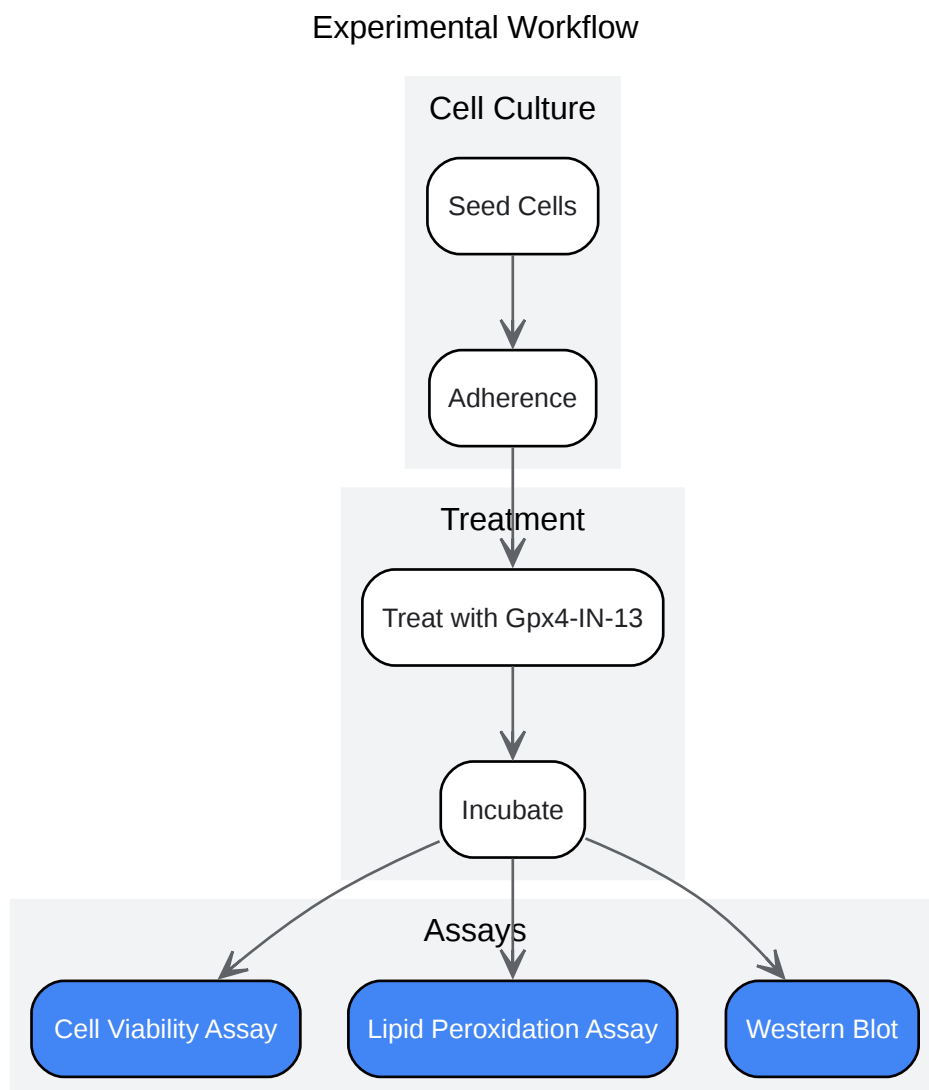 Experimental Workflow
Cell Culture
Seed Cells
Adherence
Treatment
Treat with Gpx4-IN-13
Incubate
Assays
Cell Viability Assay
Lipid Peroxidation Assay
Western Blot